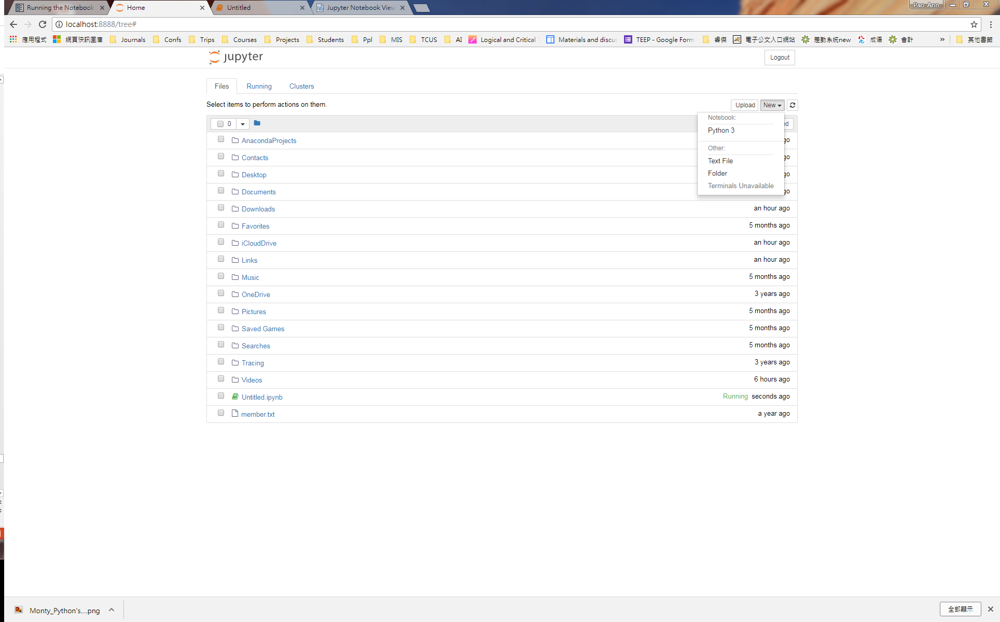 Running the Notebook
Home
Untitled
Jupyter Notebook View
Pao-Ann
localhost:8888/tree#
應用程式
網頁快訊圖庫
Journals
Confs
Trips
Courses
Projects
Students
Ppl
MIS
TCUS
AI
Logical and Critical
Materials and discus
TEEP - Google Form
睿傑
電子公文入口網站
差勤系統new
成语
會計
»
其他書籤
jupyter
Logout
Files
Running
Clusters
Select items to perform actions on them.
Upload
New
Notebook:
Python 3
Other:
Text File
Folder
Terminals Unavailable
0
ed
AnacondaProjects go
Contacts go
Desktop go
Documents go
Downloads an hour ago
Favorites 5 months ago
iCloudDrive an hour ago
Links an hour ago
Music 5 months ago
OneDrive 3 years ago
Pictures 5 months ago
Saved Games 5 months ago
Searches 5 months ago
Tracing 3 years ago
Videos 6 hours ago
Untitled.ipynb Running seconds ago
member.txt a year ago
Monty_Python's....png
全部顯示